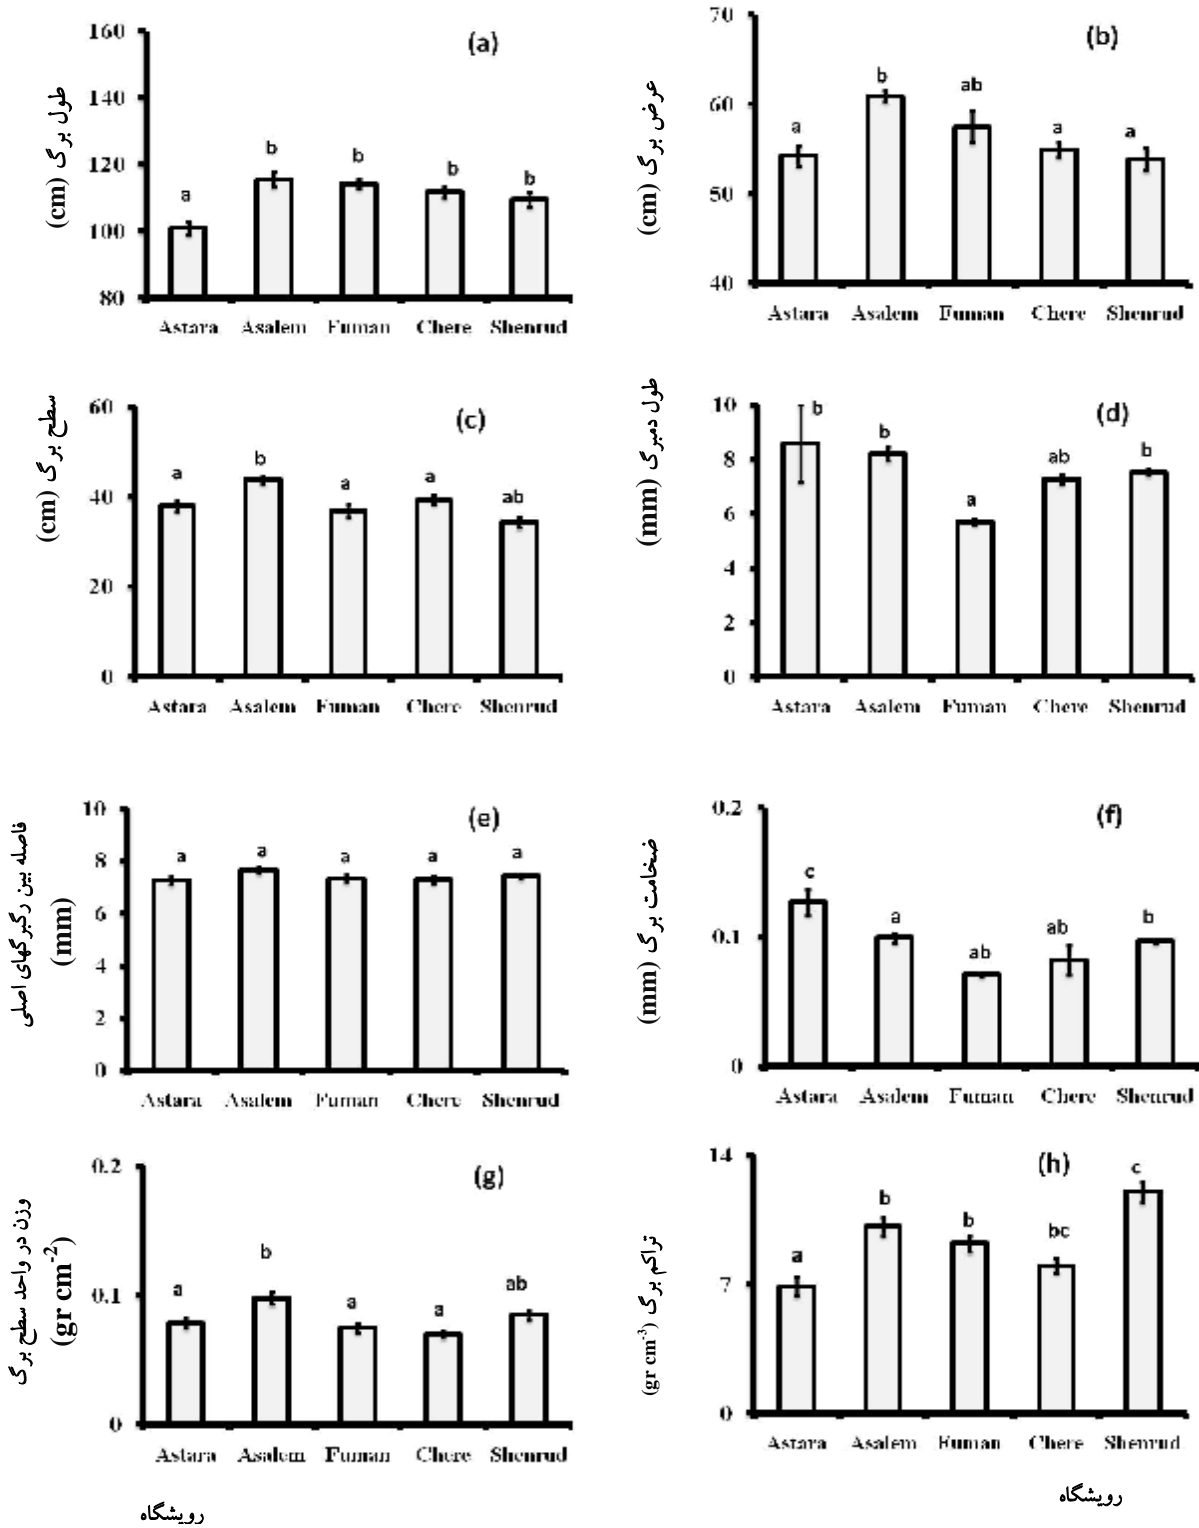 (a)
طول برگ (cm)
160
140
120
100
80
a
b
b
b
b
Astara Asalem Fuman Chere Shenrud
(b)
عرض برگ (cm)
70
60
50
40
a
b
ab
a
a
Astara Asalem Fuman Chere Shenrud
(c)
سطح برگ (cm)
60
40
20
0
a
b
a
a
ab
Astara Asalem Fuman Chere Shenrud
(d)
طول دمبرگ (mm)
10
8
6
4
2
0
b
b
a
ab
b
Astara Asalem Fuman Chere Shenrud
(e)
فاصله بین رگبرگهای اصلی
(mm)
10
8
6
4
2
0
a
a
a
a
a
Astara Asalem Fuman Chere Shenrud
(f)
ضخامت برگ (mm)
0.2
0.1
0
c
a
ab
ab
b
Astara Asalem Fuman Chere Shenrud
(g)
وزن در واحد سطح برگ
(gr cm⁻²)
0.2
0.1
0
a
b
a
a
ab
Astara Asalem Fuman Chere Shenrud
رویشگاه
(h)
تراکم برگ (gr cm⁻³)
14
7
0
a
b
b
bc
c
Astara Asalem Fuman Chere Shenrud
رویشگاه